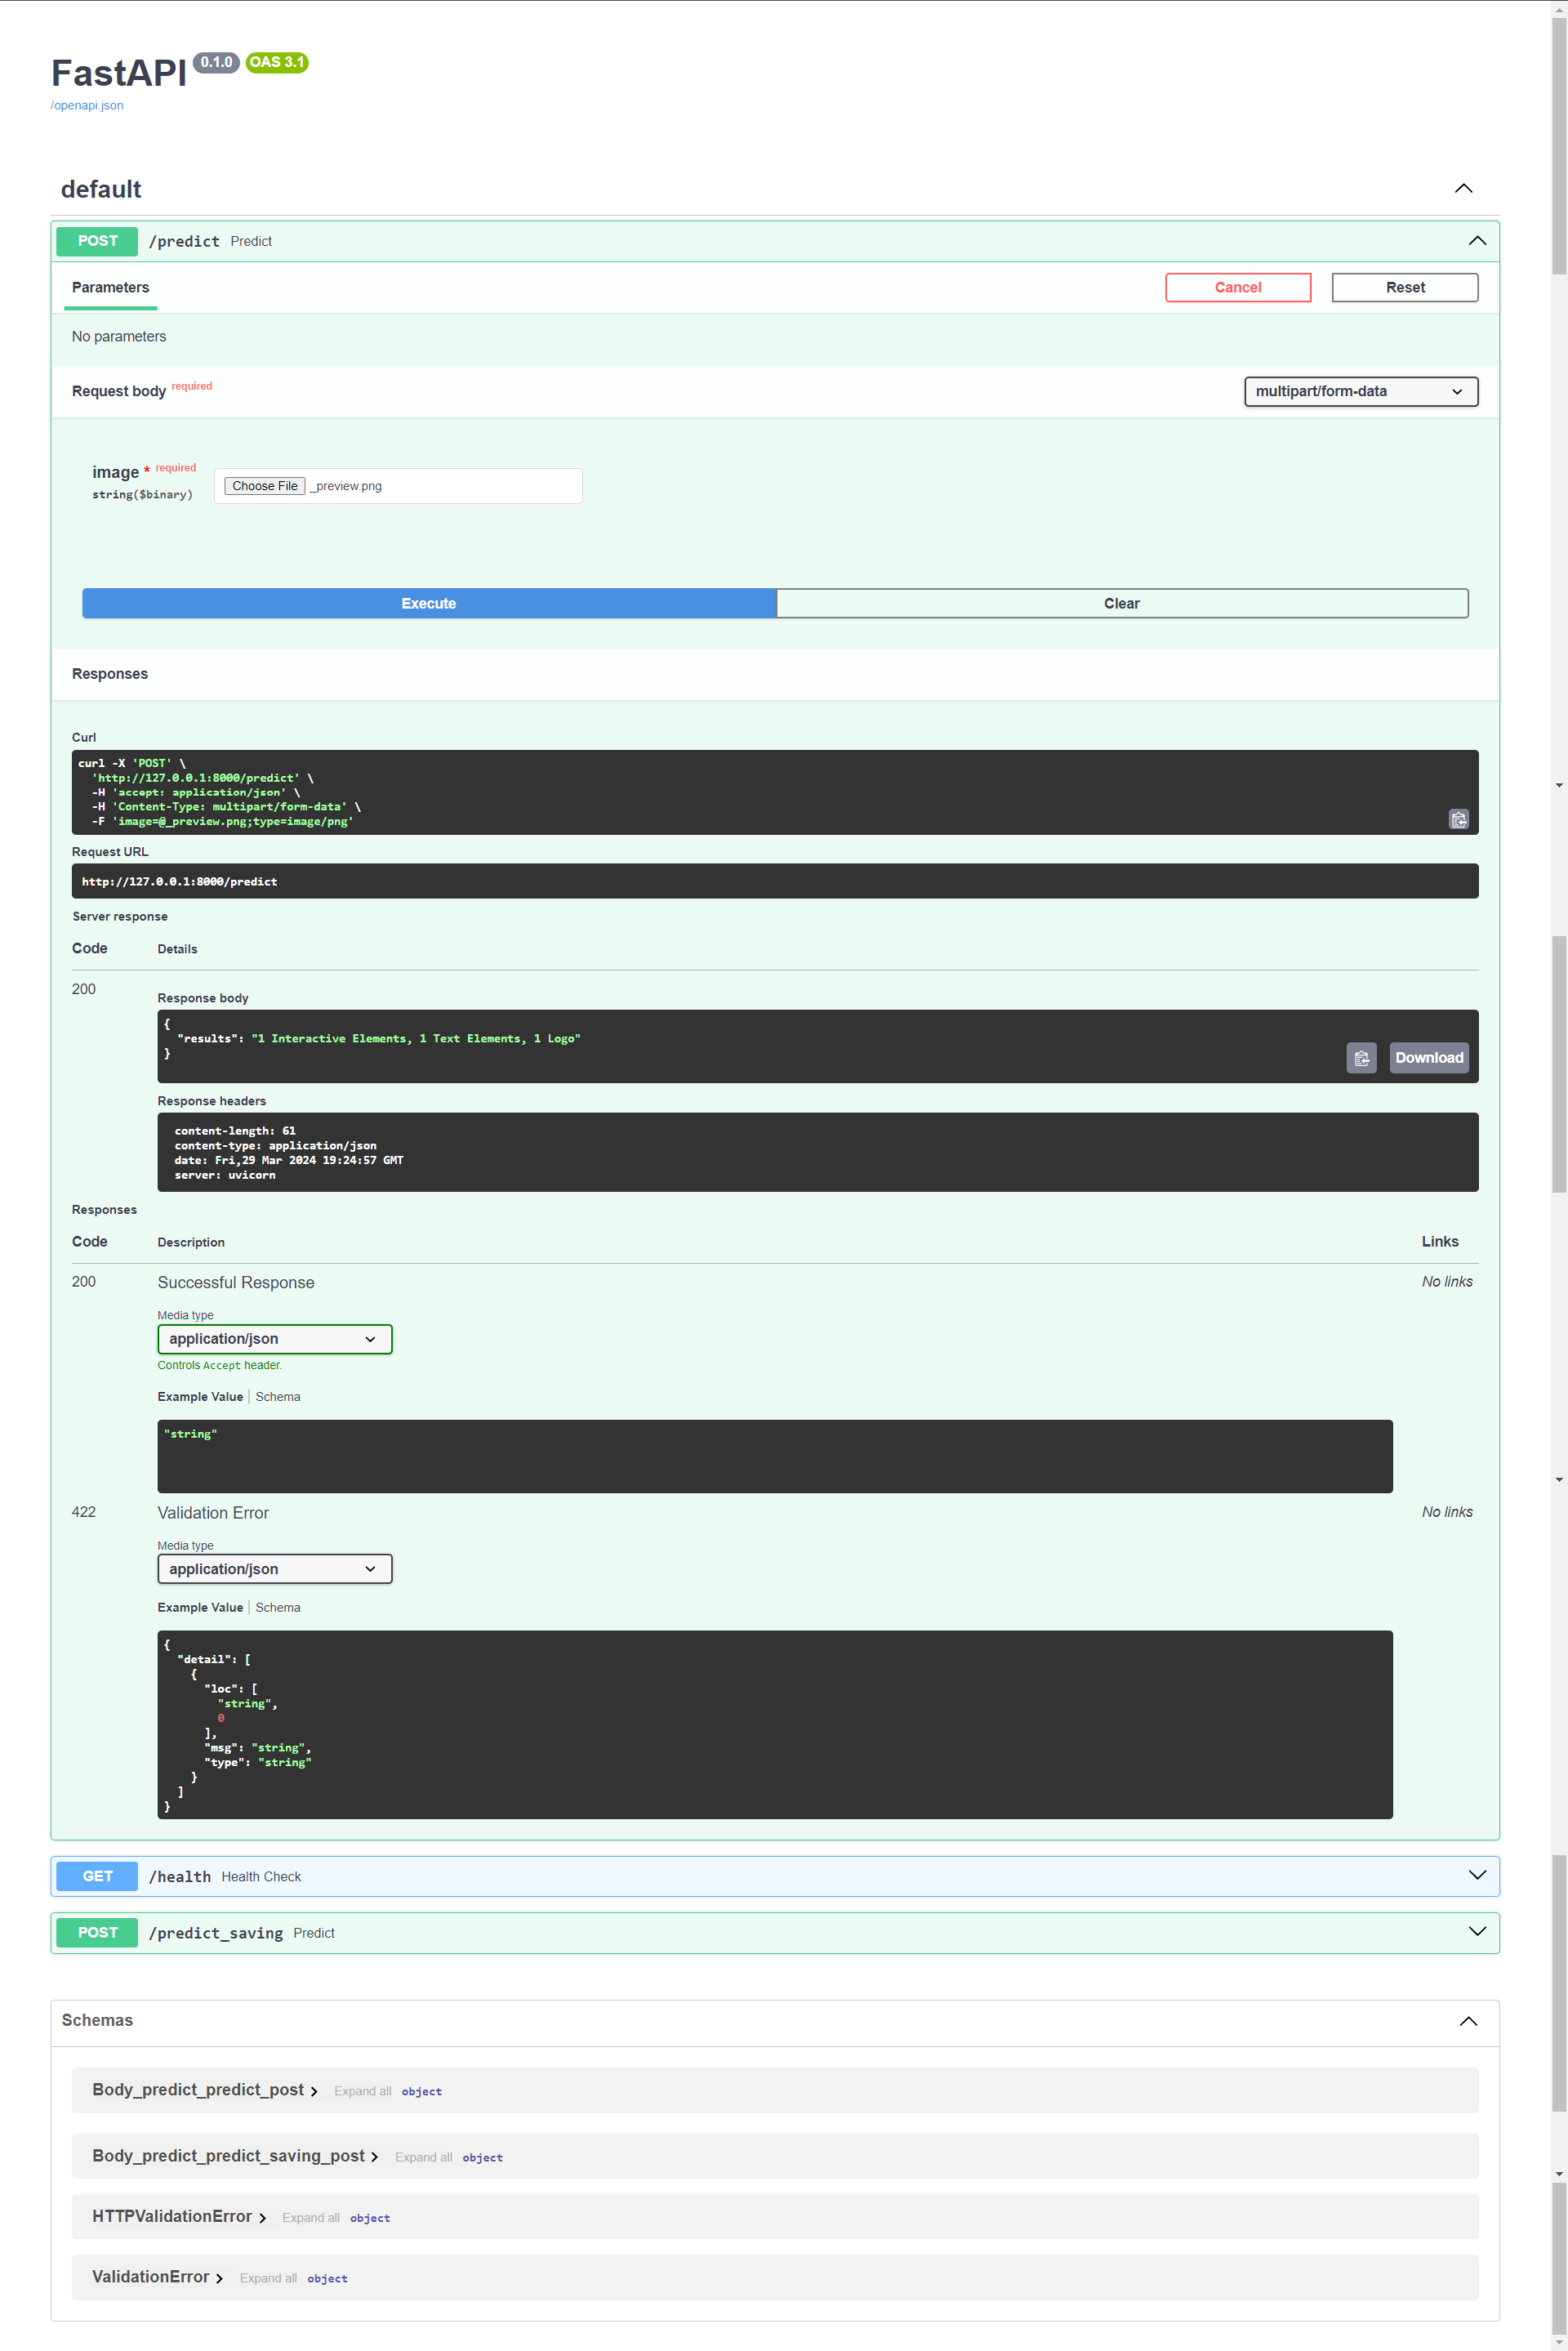 FastAPI 0.1.0 OAS 3.1
/openapi.json
default
POST /predict Predict
Parameters Cancel Reset
No parameters
Request body required multipart/form-data
image * required
string($binary) Choose File _preview.png
Execute Clear
Responses
Curl
curl -X 'POST' \
  'http://127.0.0.1:8000/predict' \
  -H 'accept: application/json' \
  -H 'Content-Type: multipart/form-data' \
  -F 'image=@_preview.png;type=image/png'
Request URL
http://127.0.0.1:8000/predict
Server response
Code Details
200
Response body
{
  "results": "1 Interactive Elements, 1 Text Elements, 1 Logo"
}
Download
Response headers
content-length: 61
content-type: application/json
date: Fri,29 Mar 2024 19:24:57 GMT
server: uvicorn
Responses
Code Description Links
200 Successful Response No links
Media type
application/json
Controls Accept header.
Example Value | Schema
"string"
422 Validation Error No links
Media type
application/json
Example Value | Schema
{
  "detail": [
    {
      "loc": [
        "string",
        0
      ],
      "msg": "string",
      "type": "string"
    }
  ]
}
GET /health Health Check
POST /predict_saving Predict
Schemas
Body_predict_predict_post Expand all object
Body_predict_predict_saving_post Expand all object
HTTPValidationError Expand all object
ValidationError Expand all object